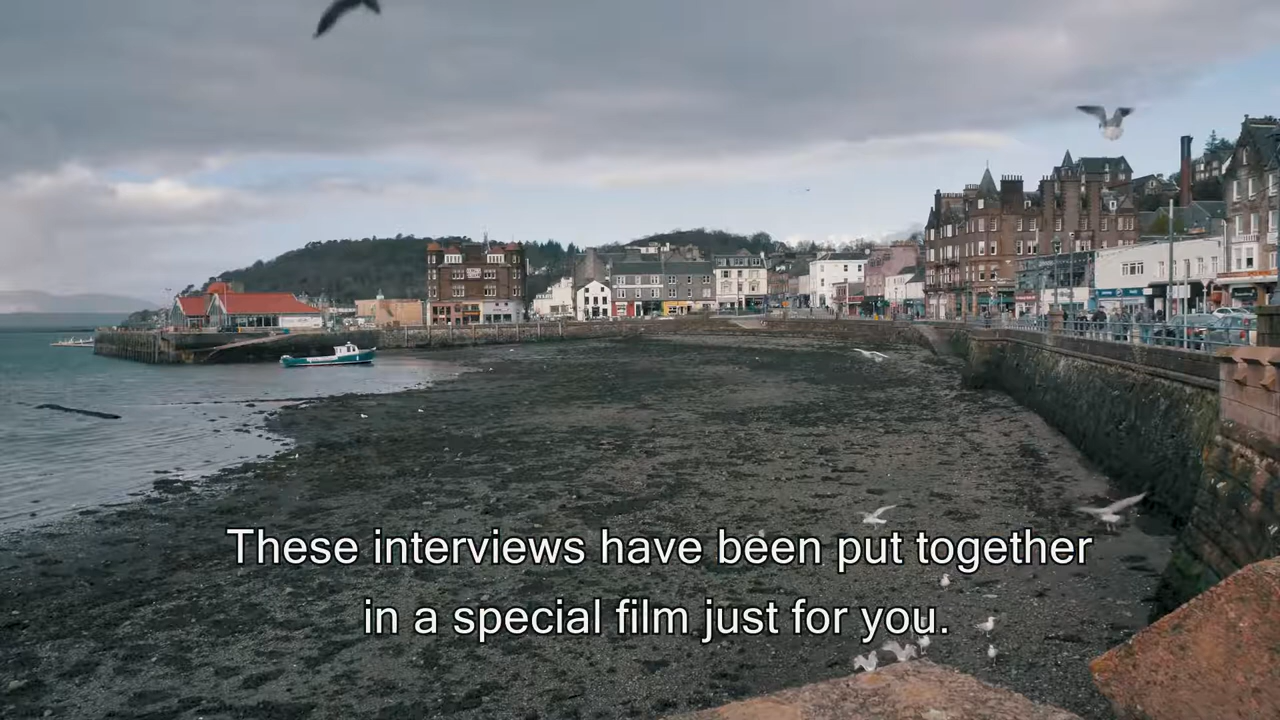 These interviews have been put together
in a special film just for you.